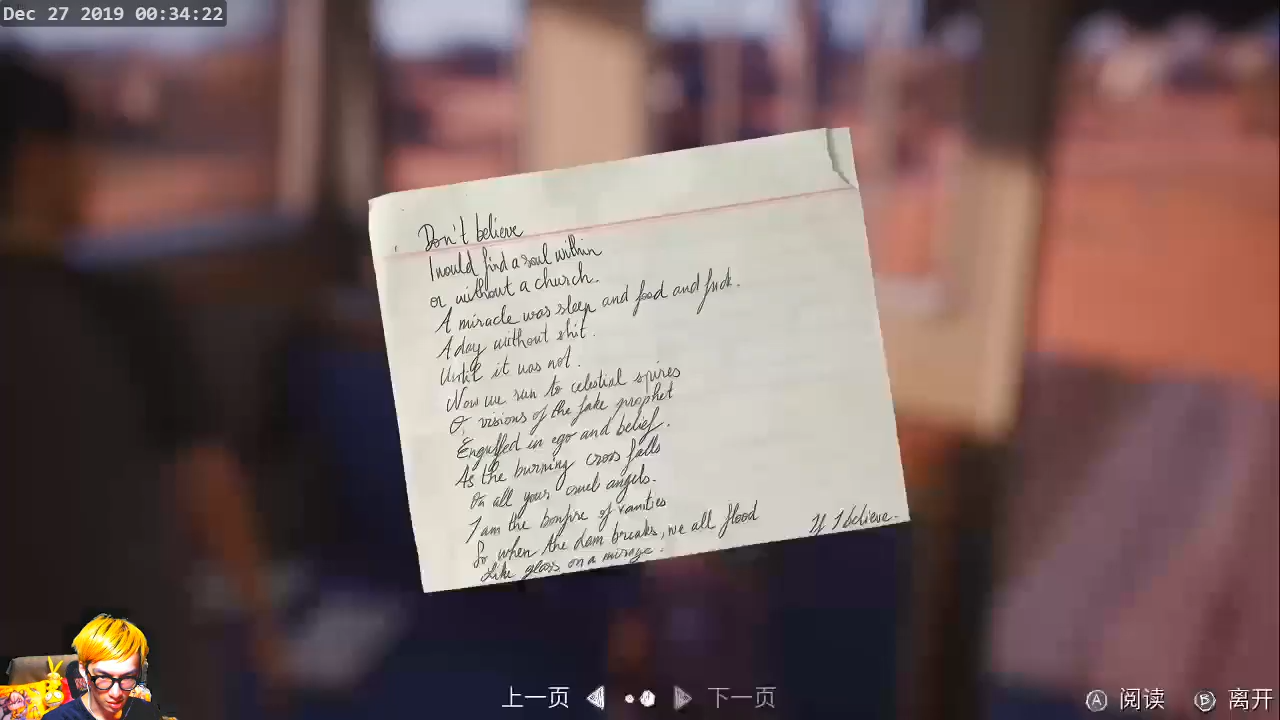 Dec 27 2019 00:34:22
Don't believe
I would find a soul within
or without a church.
A miracle was sleep and food and fuck.
A day without shit.
Until it was not.
Now we run to celestial spires
Or visions of the fake prophet
Engulfed in ego and belief.
As the burning cross falls
On all your cruel angels.
I am the bonfire of vanities
So when the dam breaks, we all flood
Like glass on a mirage.
If I believe.
上一页 下一页
A 阅读 B 离开